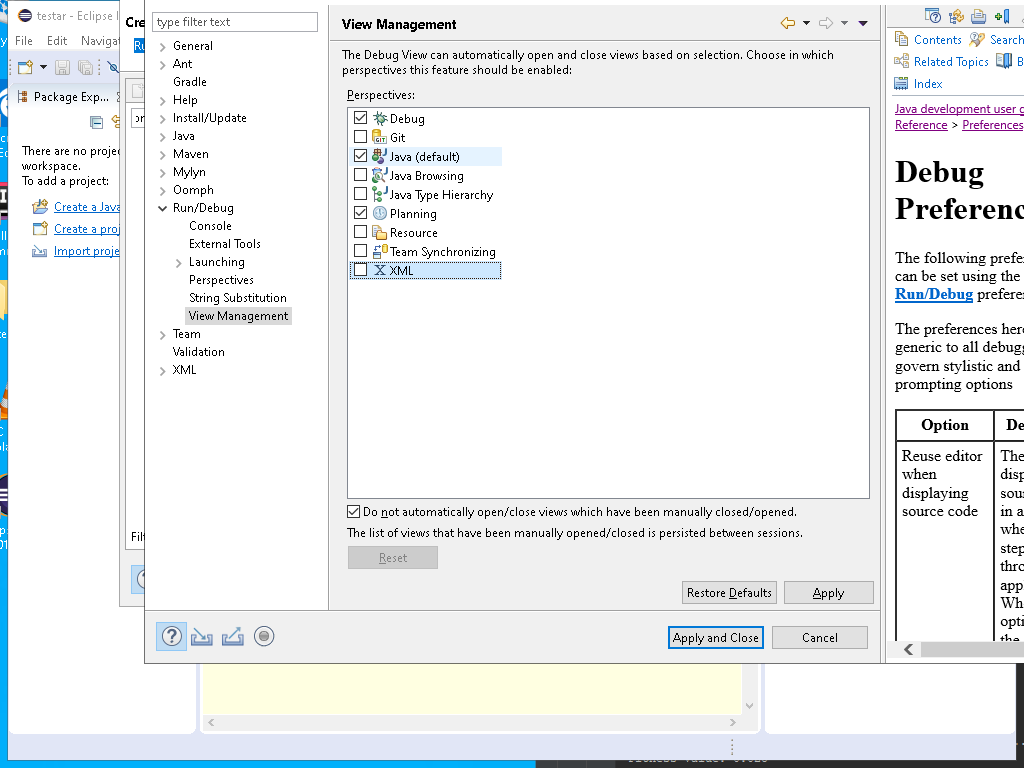 testar - Eclipse
File Edit Navigat
Package Exp...
There are no proje
workspace.
To add a project:
Create a Java
Create a proj
Import proje
Cre
Ru
type filter text
General
Ant
Gradle
Help
Install/Update
Java
Maven
Mylyn
Oomph
Run/Debug
Console
External Tools
Launching
Perspectives
String Substitution
View Management
Team
Validation
XML
View Management
The Debug View can automatically open and close views based on selection. Choose in which
perspectives this feature should be enabled:
Perspectives:
Debug
Git
Java (default)
Java Browsing
Java Type Hierarchy
Planning
Resource
Team Synchronizing
XML
Do not automatically open/close views which have been manually closed/opened.
The list of views that have been manually opened/closed is persisted between sessions.
Reset
Restore Defaults
Apply
Apply and Close
Cancel
Contents
Search
Related Topics
B
Index
Java development user g
Reference > Preferences
Debug
Preferenc
The following prefe
can be set using the
Run/Debug prefere
The preferences here
generic to all debugg
govern stylistic and
prompting options
Option
De
Reuse editor
when
displaying
source code
The
disp
sour
in a
whe
step
thro
app
Wh
opti
the
Filt